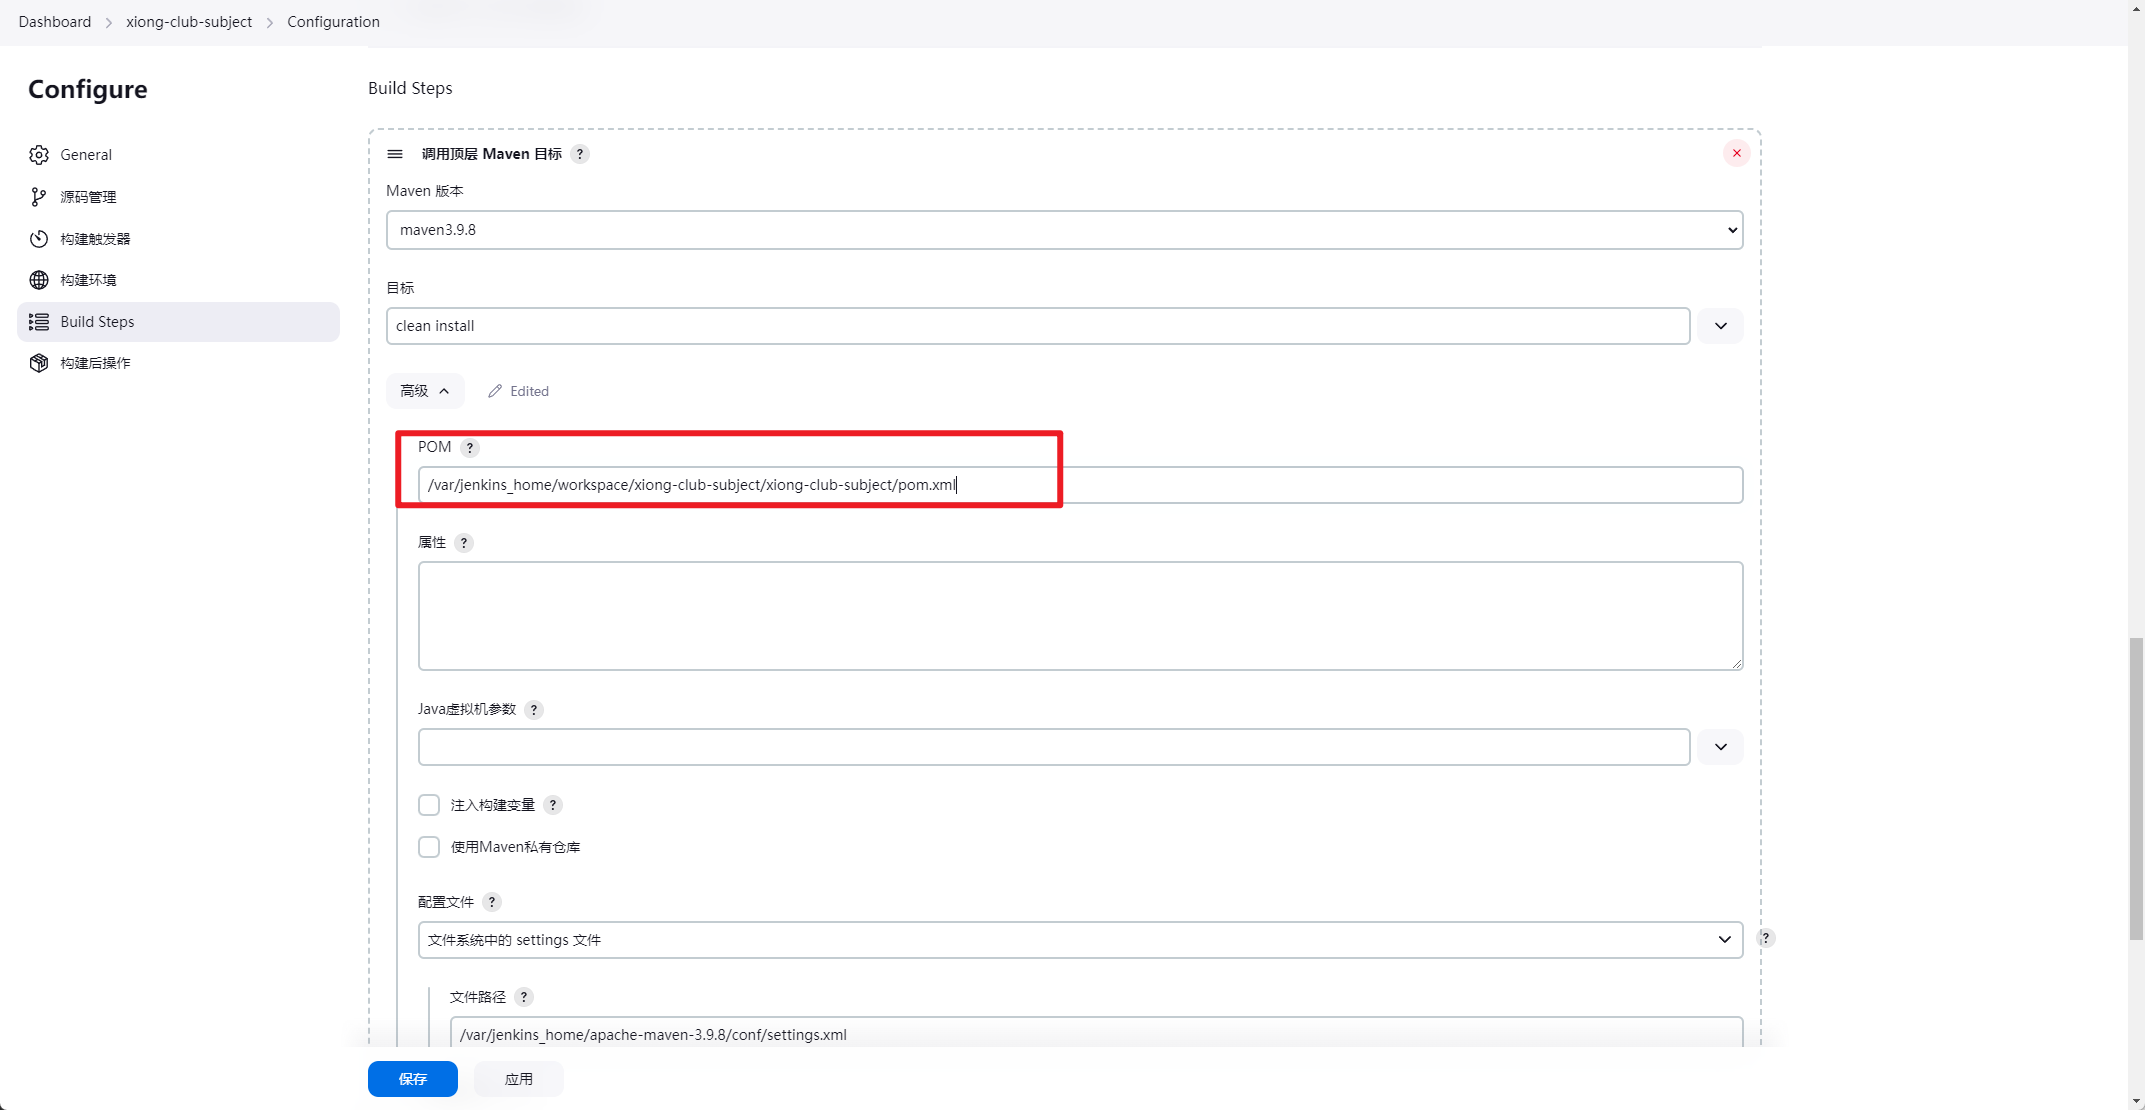 Dashboard > xiong-club-subject > Configuration
Configure
General
源码管理
构建触发器
构建环境
Build Steps
构建后操作
Build Steps
调用顶层 Maven 目标 ?
Maven 版本
maven3.9.8
目标
clean install
高级 Edited
POM ?
/var/jenkins_home/workspace/xiong-club-subject/xiong-club-subject/pom.xml
属性 ?
Java虚拟机参数 ?
注入构建变量 ?
使用Maven私有仓库
配置文件 ?
文件系统中的 settings 文件 ?
文件路径 ?
/var/jenkins_home/apache-maven-3.9.8/conf/settings.xml
保存 应用